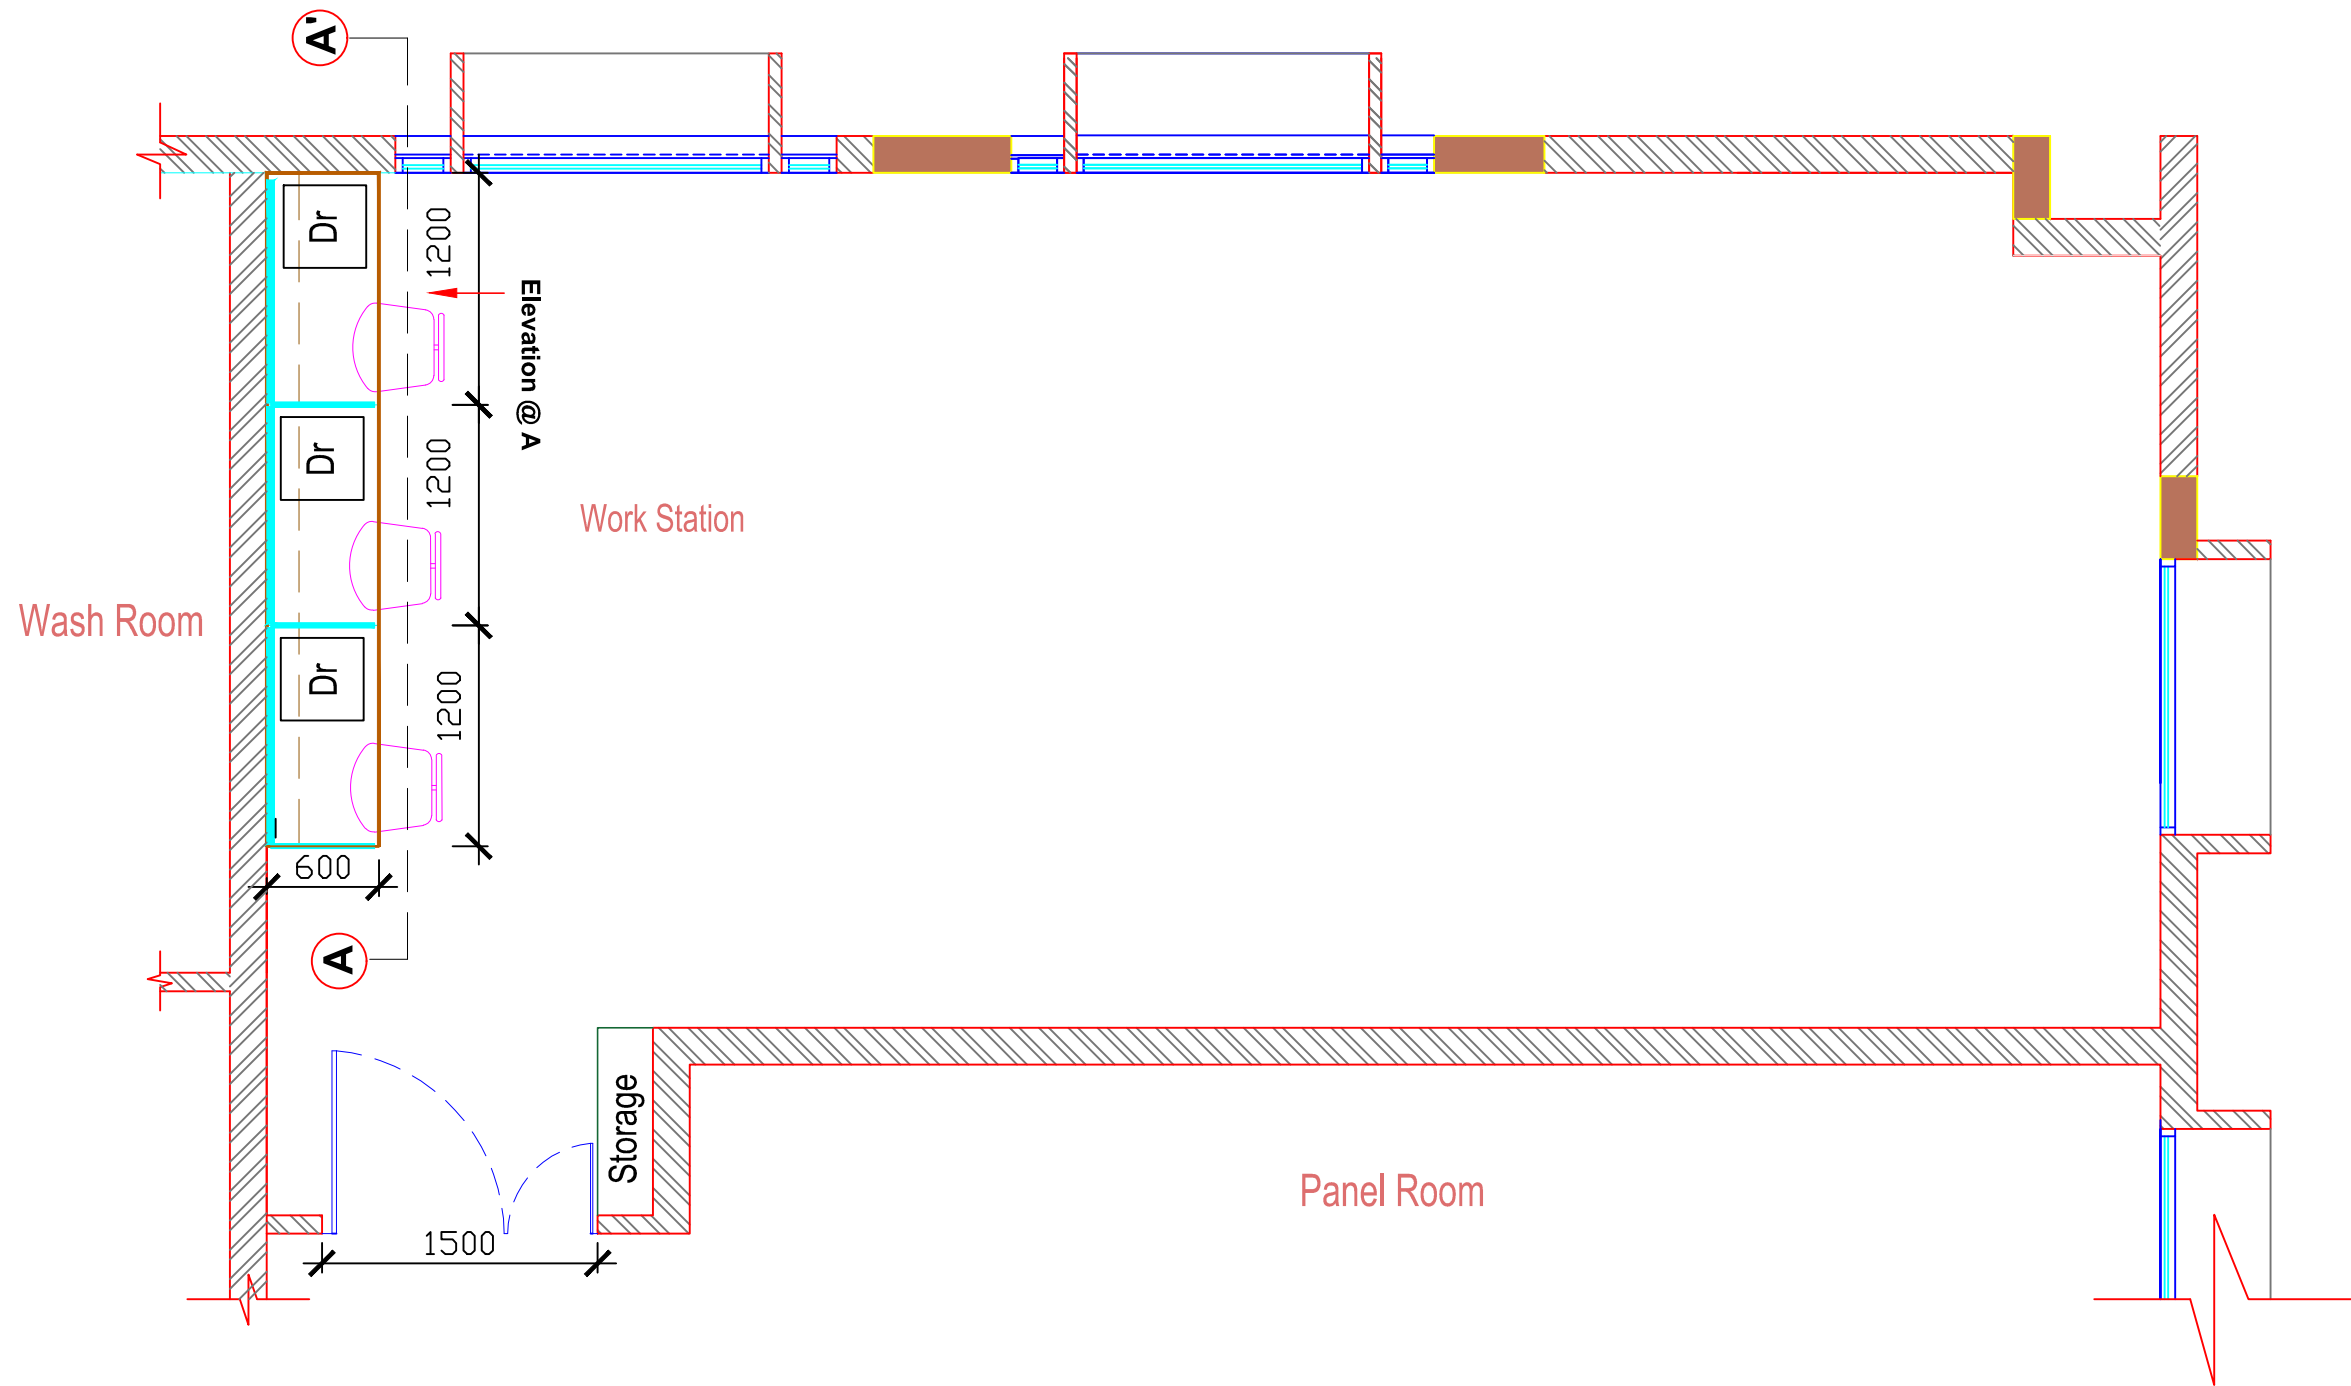 A'
Dr
1200
Elevation @ A
Dr
1200
Work Station
Wash Room
Dr
1200
600
A
Storage
Panel Room
1500